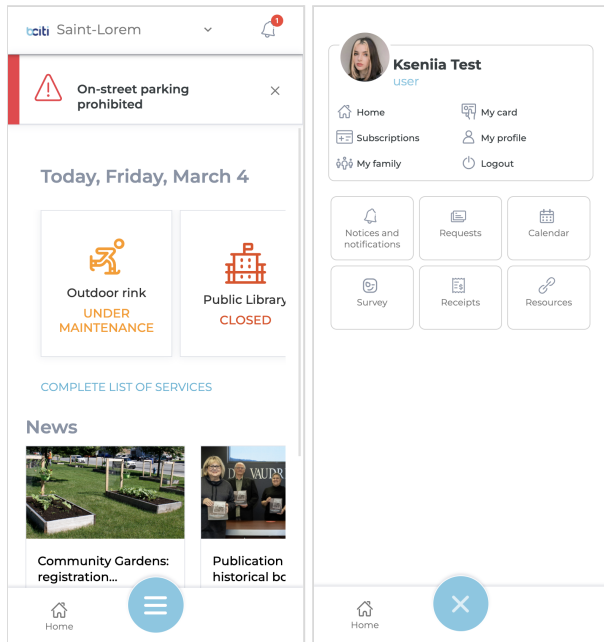 bciti Saint-Lorem
1
On-street parking
prohibited
Today, Friday, March 4
Outdoor rink
UNDER
MAINTENANCE
Public Library
CLOSED
COMPLETE LIST OF SERVICES
News
VAUDR
Community Gardens:
registration...
Publication
historical bo
Home
Kseniia Test
user
Home
My card
Subscriptions
My profile
My family
Logout
Notices and
notifications
Requests
Calendar
Survey
Receipts
Resources
Home